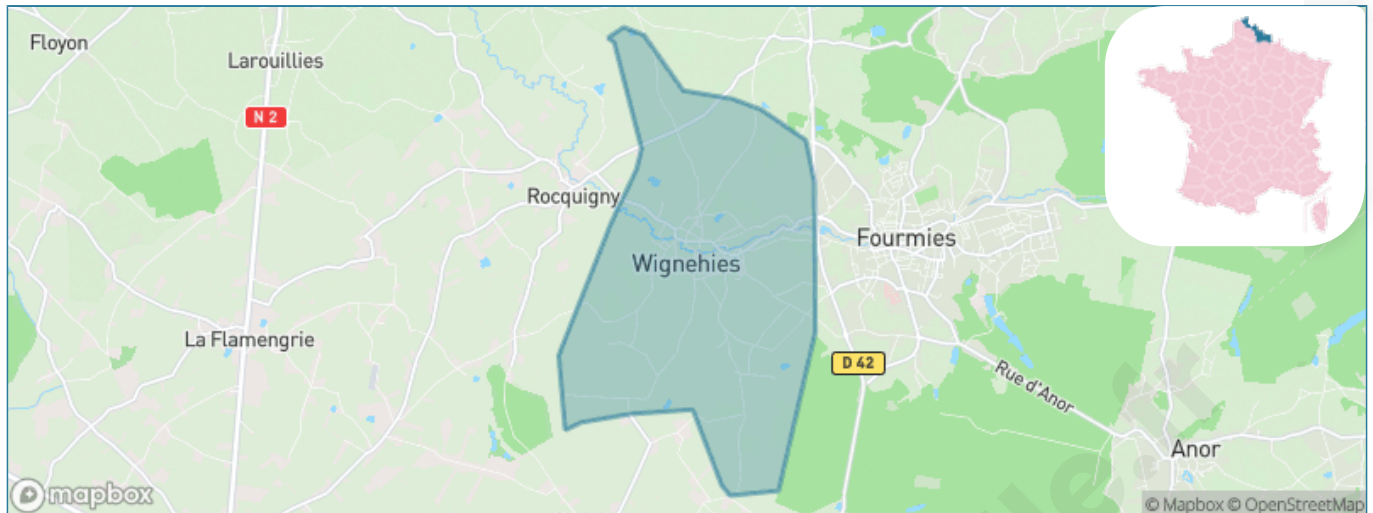 Floyon
Larouillies
N 2
Rocquigny
Fourmies
Wignehies
La Flamengrie
D 42
Rue d'Anor
Anor
mapbox
© Mapbox © OpenStreetMap